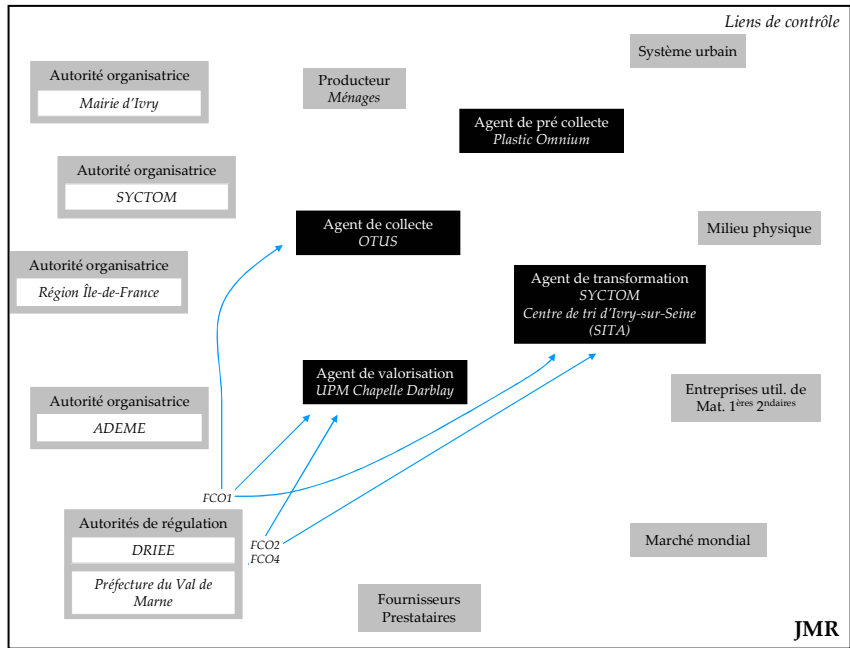 Liens de contrôle
Système urbain
Autorité organisatrice
Mairie d'Ivry
Producteur
Ménages
Agent de pré collecte
Plastic Omnium
Autorité organisatrice
SYCTOM
Agent de collecte
OTUS
Milieu physique
Autorité organisatrice
Région Île-de-France
Agent de transformation
SYCTOM
Centre de tri d'Ivry-sur-Seine
(SITA)
Agent de valorisation
UPM Chapelle Darblay
Entreprises util. de
Mat. 1ères 2ndaires
Autorité organisatrice
ADEME
FCO1
Autorités de régulation
DRIEE
Préfecture du Val de
Marne
FCO2
FCO4
Marché mondial
Fournisseurs
Prestataires
JMR